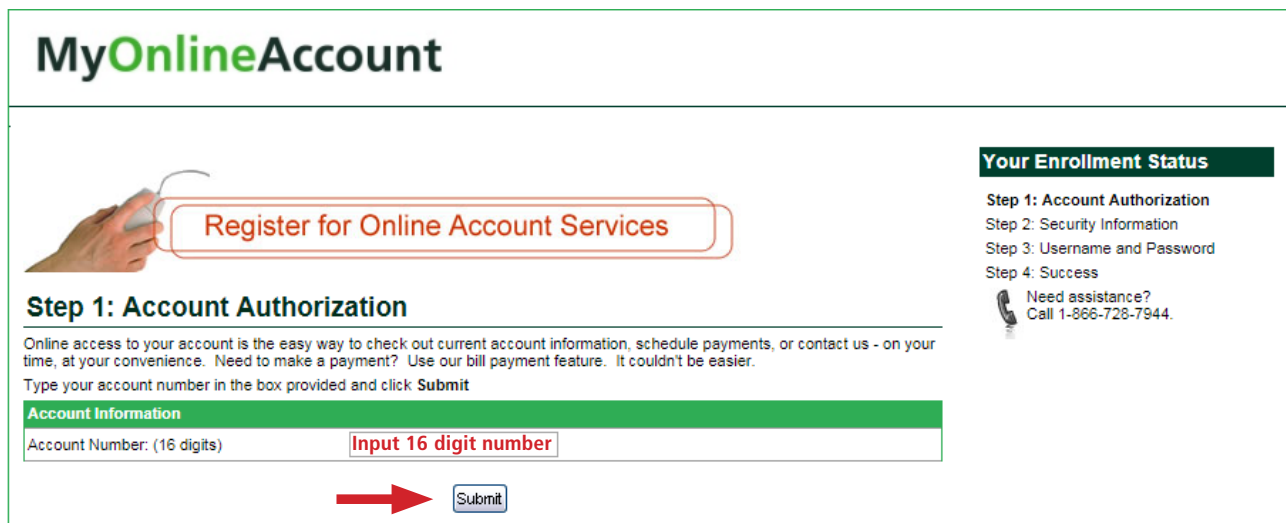 MyOnlineAccount
Register for Online Account Services
Your Enrollment Status
Step 1: Account Authorization
Step 2: Security Information
Step 3: Username and Password
Step 4: Success
Need assistance?
Call 1-866-728-7944.
Step 1: Account Authorization
Online access to your account is the easy way to check out current account information, schedule payments, or contact us - on your
time, at your convenience. Need to make a payment? Use our bill payment feature. It couldn't be easier.
Type your account number in the box provided and click Submit
Account Information
Account Number: (16 digits) Input 16 digit number
Submit